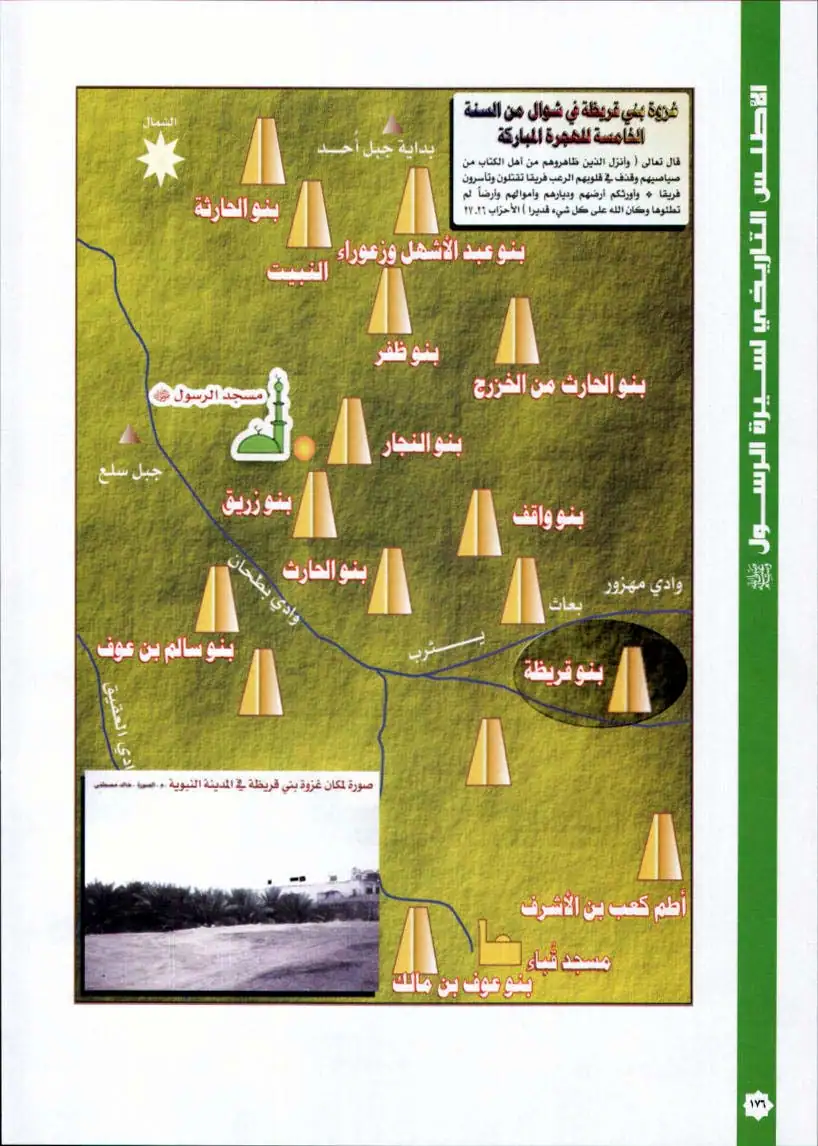 الأطلس التاريخي لسيرة الرسول ﷺ
غزوة بني قريظة في شوال من السنة
الخامسة للهجرة المباركة
قال تعالى ( وأنزل الذين ظاهروهم من أهل الكتاب من
صياصيهم وقذف في قلوبهم الرعب فريقا تقتلون وتأسرون
فريقا * وأورثكم أرضهم وديارهم وأموالهم وأرضاً لم
تطئوها وكان الله على كل شيء قديرا ) الأحزاب ٢٦ـ٢٧
الشمال
بداية جبل أحـد
بنو الحارثة
بنو عبد الأشهل وزعوراء
النبيت
بنو ظفر
بنو الحارث من الخزرج
مسجد الرسول ﷺ
بنو النجار
جبل سلع
بنو زريق
بنو واقف
وادي بطحان
بنو الحارث
وادي مهزور
بعاث
يثرب
بنو سالم بن عوف
بنو قريظة
وادي العقيق
صورة لمكان غزوة بني قريظة في المدينة النبوية
أطم كعب بن الأشرف
مسجد قُباء
بنو عوف بن مالك
١٧٦